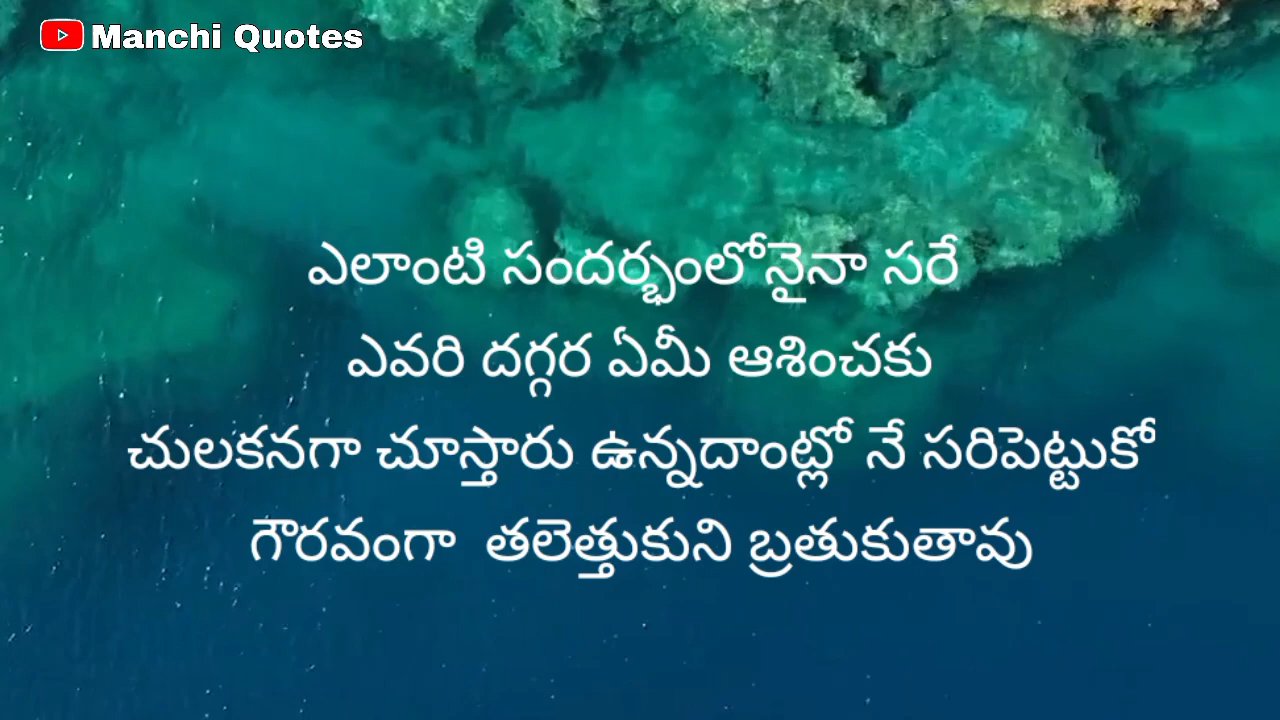 Manchi Quotes
ఎలాంటి సందర్భంలోనైనా సరే
ఎవరి దగ్గర ఏమీ ఆశించకు
చులకనగా చూస్తారు ఉన్నదాంట్లో నే సరిపెట్టుకో
గౌరవంగా తలెత్తుకుని బ్రతుకుతావు